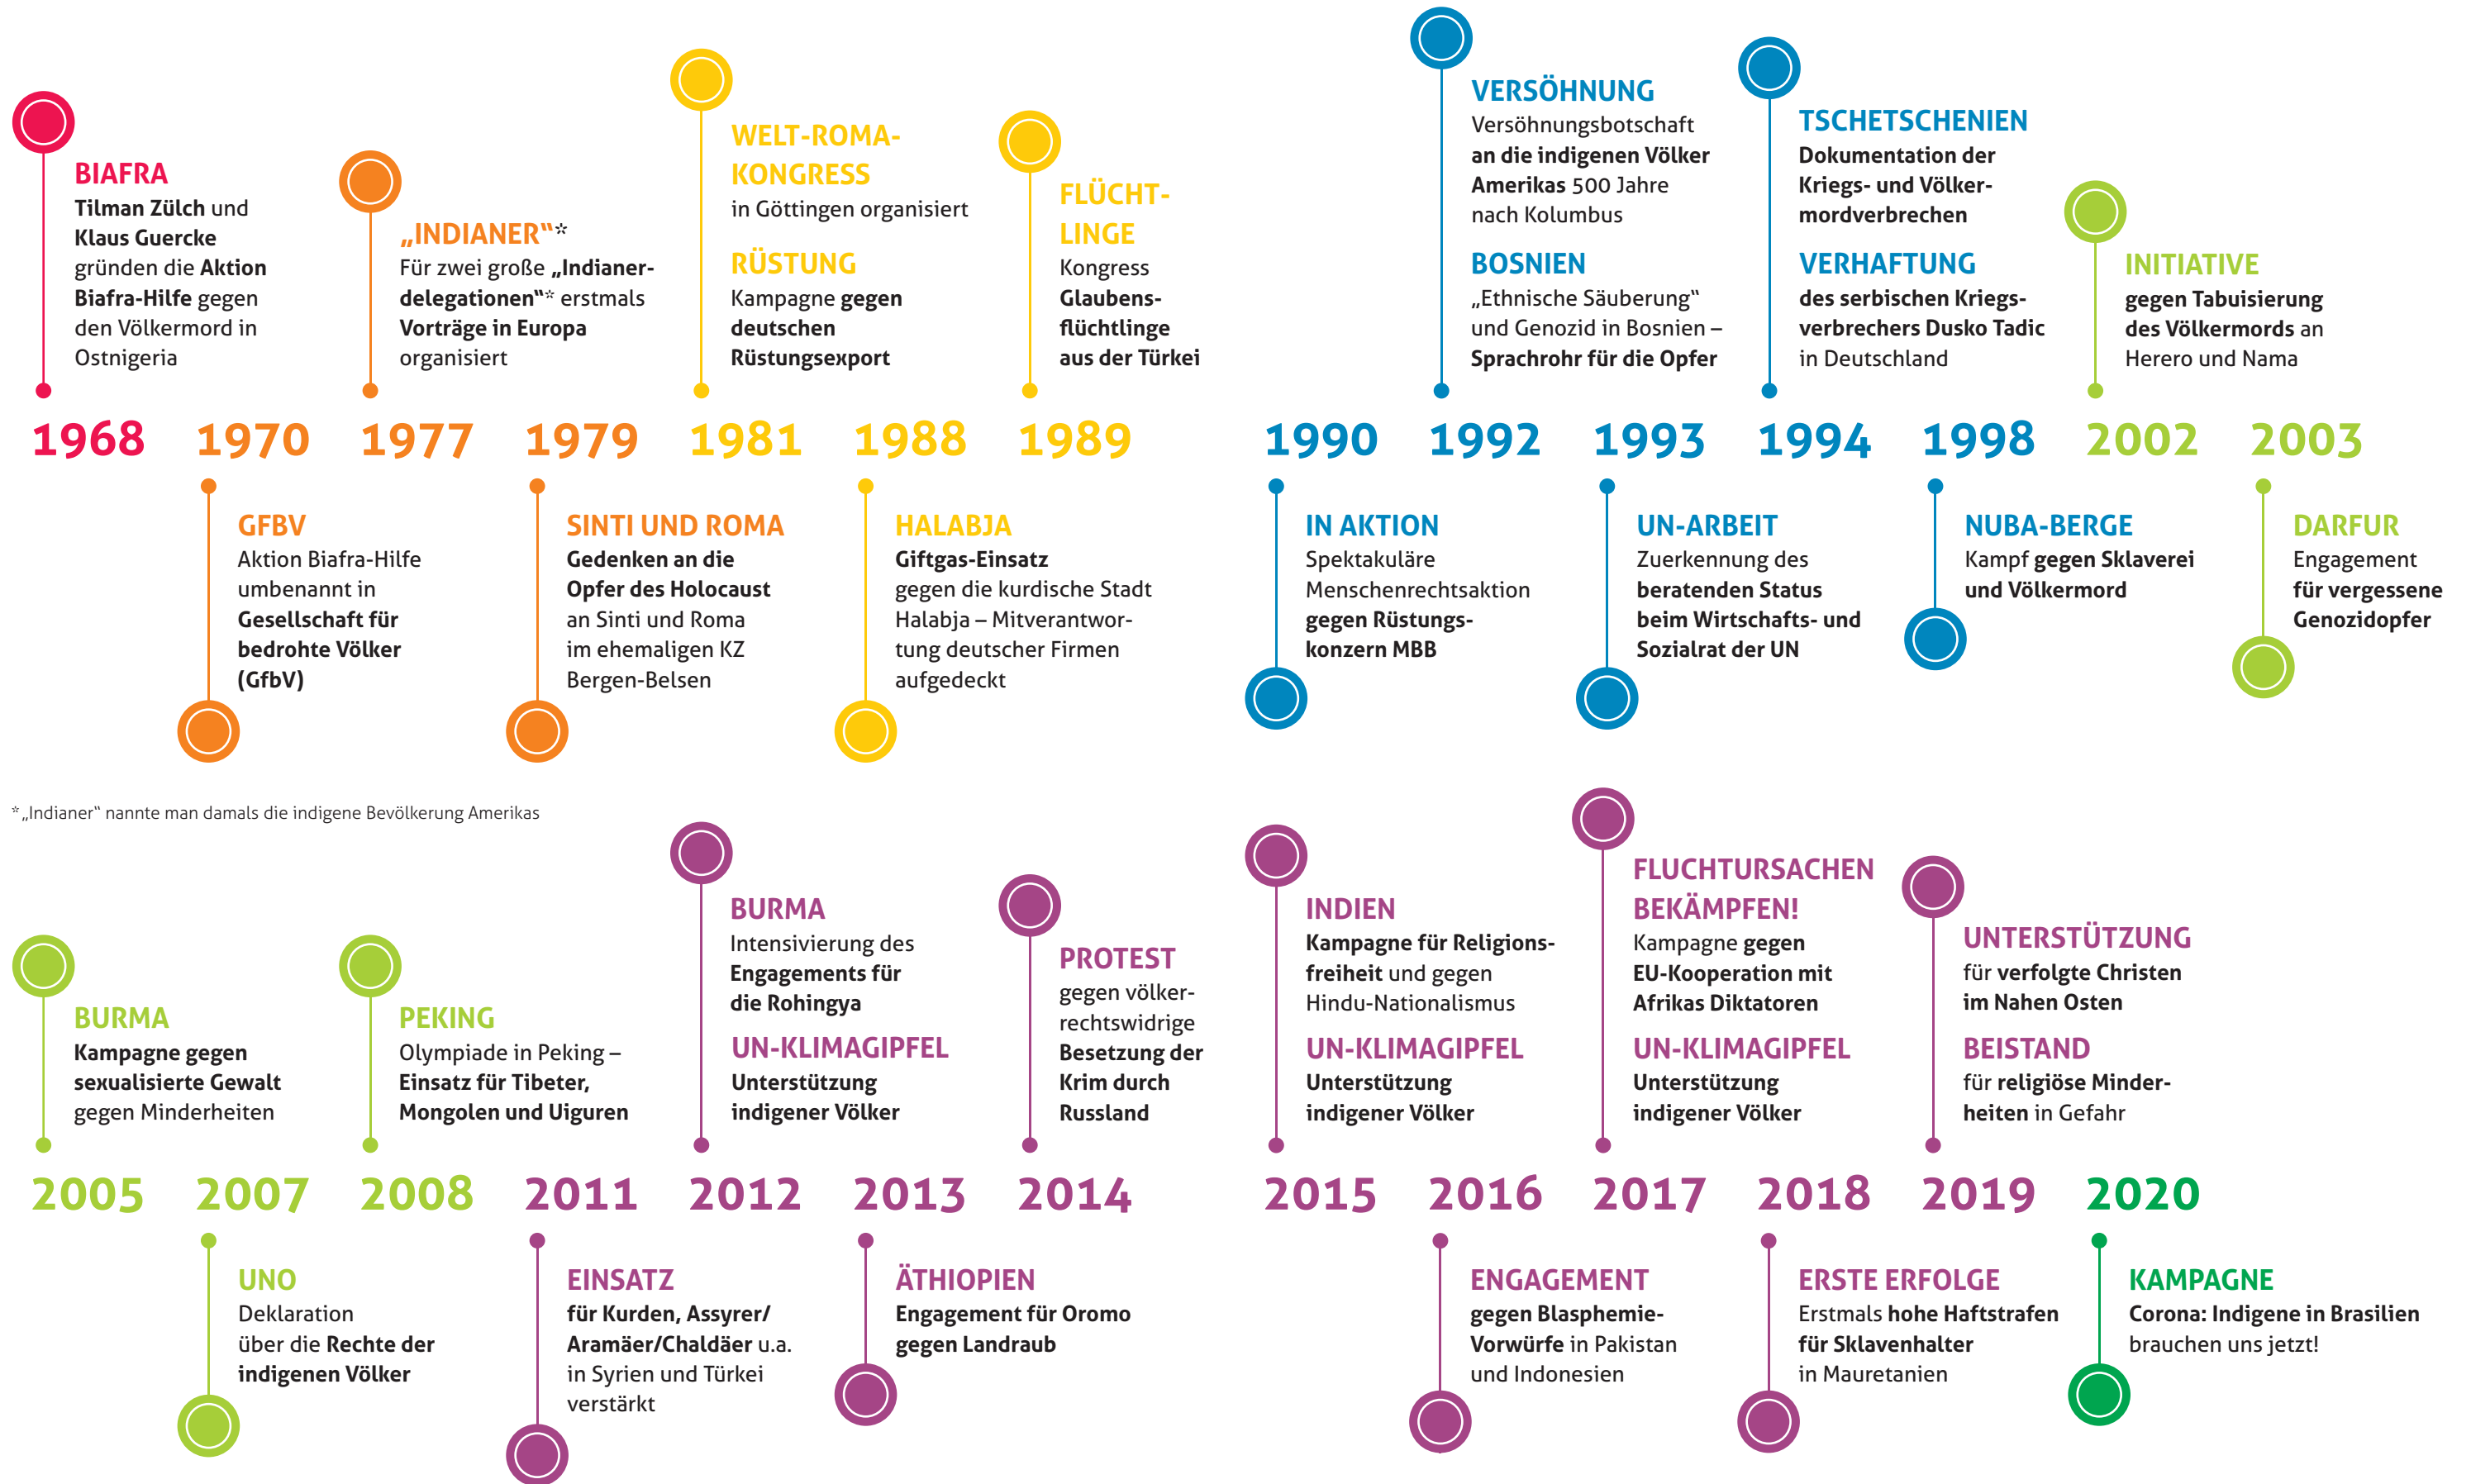 BIAFRA
Tilman Zülch und
Klaus Guercke
gründen die Aktion
Biafra-Hilfe gegen
den Völkermord in
Ostnigeria
„INDIANER“*
Für zwei große „Indianer-
delegationen“* erstmals
Vorträge in Europa
organisiert
WELT-ROMA-
KONGRESS
in Göttingen organisiert
RÜSTUNG
Kampagne gegen
deutschen
Rüstungsexport
FLÜCHT-
LINGE
Kongress
Glaubens-
flüchtlinge
aus der Türkei
VERSÖHNUNG
Versöhnungsbotschaft
an die indigenen Völker
Amerikas 500 Jahre
nach Kolumbus
BOSNIEN
„Ethnische Säuberung“
und Genozid in Bosnien –
Sprachrohr für die Opfer
TSCHETSCHENIEN
Dokumentation der
Kriegs- und Völker-
mordverbrechen
VERHAFTUNG
des serbischen Kriegs-
verbrechers Dusko Tadic
in Deutschland
INITIATIVE
gegen Tabuisierung
des Völkermords an
Herero und Nama
1968 1970 1977 1979 1981 1988 1989 1990 1992 1993 1994 1998 2002 2003
GFBV
Aktion Biafra-Hilfe
umbenannt in
Gesellschaft für
bedrohte Völker
(GfbV)
SINTI UND ROMA
Gedenken an die
Opfer des Holocaust
an Sinti und Roma
im ehemaligen KZ
Bergen-Belsen
HALABJA
Giftgas-Einsatz
gegen die kurdische Stadt
Halabja – Mitverantwor-
tung deutscher Firmen
aufgedeckt
IN AKTION
Spektakuläre
Menschenrechtsaktion
gegen Rüstungs-
konzern MBB
UN-ARBEIT
Zuerkennung des
beratenden Status
beim Wirtschafts- und
Sozialrat der UN
NUBA-BERGE
Kampf gegen Sklaverei
und Völkermord
DARFUR
Engagement
für vergessene
Genozidopfer
* „Indianer“ nannte man damals die indigene Bevölkerung Amerikas
BURMA
Kampagne gegen
sexualisierte Gewalt
gegen Minderheiten
PEKING
Olympiade in Peking –
Einsatz für Tibeter,
Mongolen und Uiguren
BURMA
Intensivierung des
Engagements für
die Rohingya
UN-KLIMAGIPFEL
Unterstützung
indigener Völker
PROTEST
gegen völker-
rechtswidrige
Besetzung der
Krim durch
Russland
INDIEN
Kampagne für Religions-
freiheit und gegen
Hindu-Nationalismus
UN-KLIMAGIPFEL
Unterstützung
indigener Völker
FLUCHTURSACHEN
BEKÄMPFEN!
Kampagne gegen
EU-Kooperation mit
Afrikas Diktatoren
UN-KLIMAGIPFEL
Unterstützung
indigener Völker
UNTERSTÜTZUNG
für verfolgte Christen
im Nahen Osten
BEISTAND
für religiöse Minder-
heiten in Gefahr
2005 2007 2008 2011 2012 2013 2014 2015 2016 2017 2018 2019 2020
UNO
Deklaration
über die Rechte der
indigenen Völker
EINSATZ
für Kurden, Assyrer/
Aramäer/Chaldäer u.a.
in Syrien und Türkei
verstärkt
ÄTHIOPIEN
Engagement für Oromo
gegen Landraub
ENGAGEMENT
gegen Blasphemie-
Vorwürfe in Pakistan
und Indonesien
ERSTE ERFOLGE
Erstmals hohe Haftstrafen
für Sklavenhalter
in Mauretanien
KAMPAGNE
Corona: Indigene in Brasilien
brauchen uns jetzt!